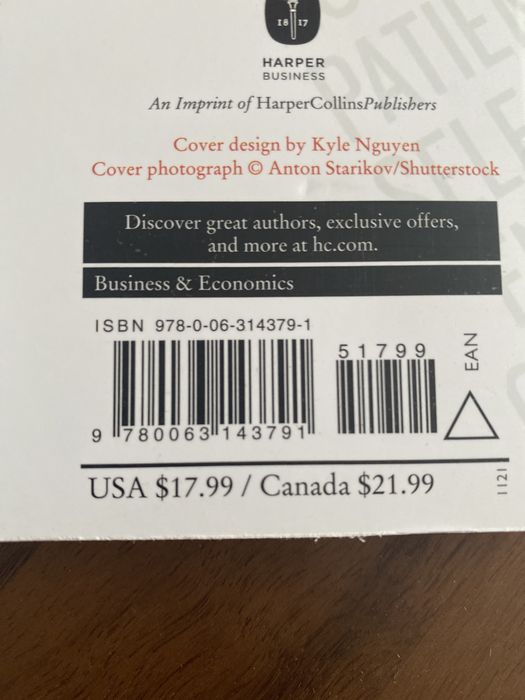 18 17
HARPER
BUSINESS
An Imprint of HarperCollinsPublishers
Cover design by Kyle Nguyen
Cover photograph © Anton Starikov/Shutterstock
Discover great authors, exclusive offers,
and more at hc.com.
Business & Economics
ISBN 978-0-06-314379-1
51799
EAN
9 780063 143791
USA $17.99 / Canada $21.99
1121